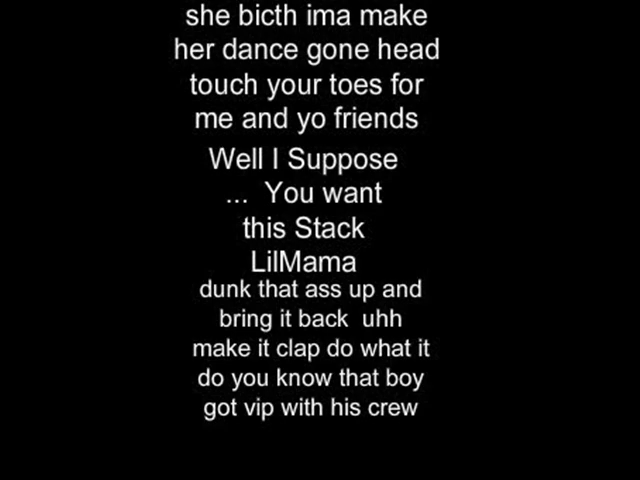 she bicth ima make
her dance gone head
touch your toes for
me and yo friends
Well I Suppose
... You want
this Stack
LilMama
dunk that ass up and
bring it back uhh
make it clap do what it
do you know that boy
got vip with his crew